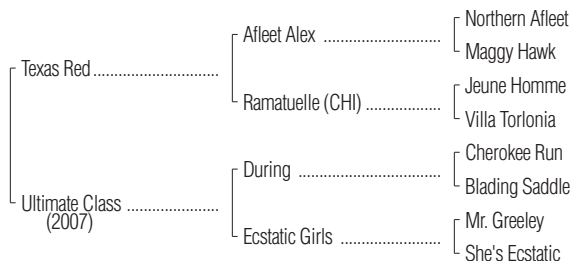 Northern Afleet
Afleet Alex ........................
Maggy Hawk
Texas Red..........................
Jeune Homme
Ramatuelle (CHI) ...............
Villa Torlonia
Cherokee Run
During .............................
Blading Saddle
Ultimate Class ...................
(2007)
Mr. Greeley
Ecstatic Girls ....................
She's Ecstatic